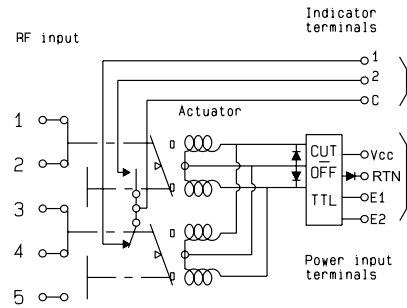 Indicator
terminals
RF input
1
2
C
Actuator
1
2
3
4
5
CUT
OFF
TTL
Vcc
RTN
E1
E2
Power input
terminals